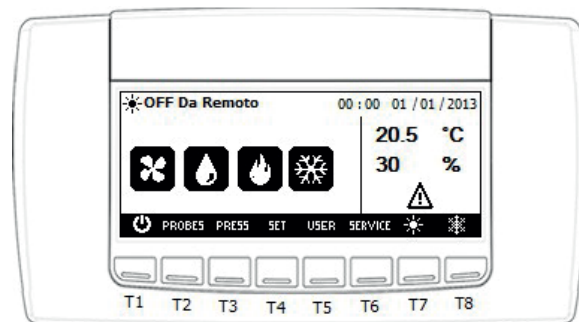 OFF Da Remoto 00 : 00 01 / 01 / 2013
20.5 °C
30 %
PROBES PRESS SET USER SERVICE
T1 T2 T3 T4 T5 T6 T7 T8